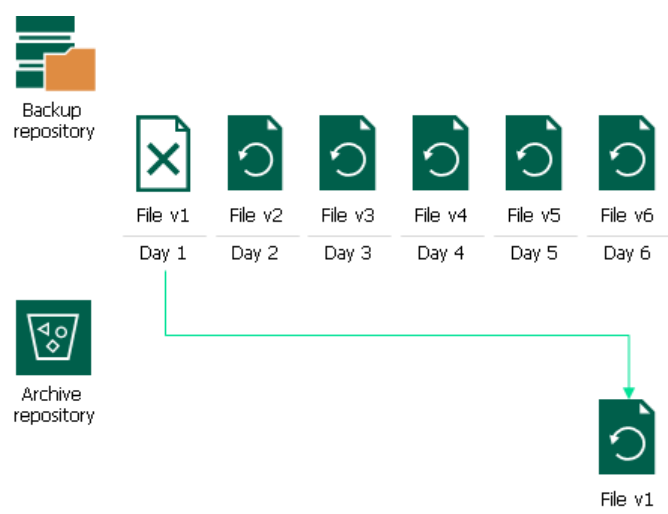 Backup
repository
File v1 File v2 File v3 File v4 File v5 File v6
Day 1 Day 2 Day 3 Day 4 Day 5 Day 6
Archive
repository
File v1